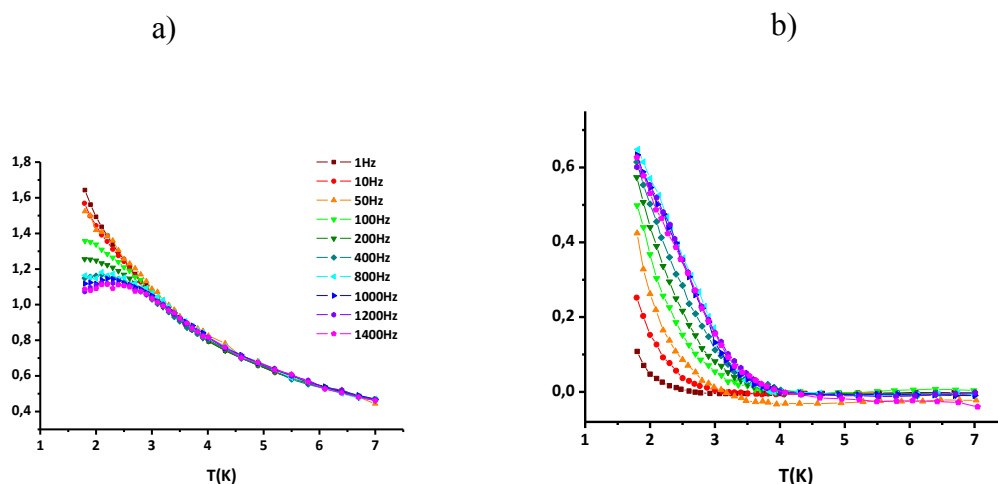 a)
b)
1,8
1,6
1,4
1,2
1,0
0,8
0,6
0,4
1 2 3 4 5 6 7
T(K)
1Hz
10Hz
50Hz
100Hz
200Hz
400Hz
800Hz
1000Hz
1200Hz
1400Hz
0,6
0,4
0,2
0,0
1 2 3 4 5 6 7
T(K)